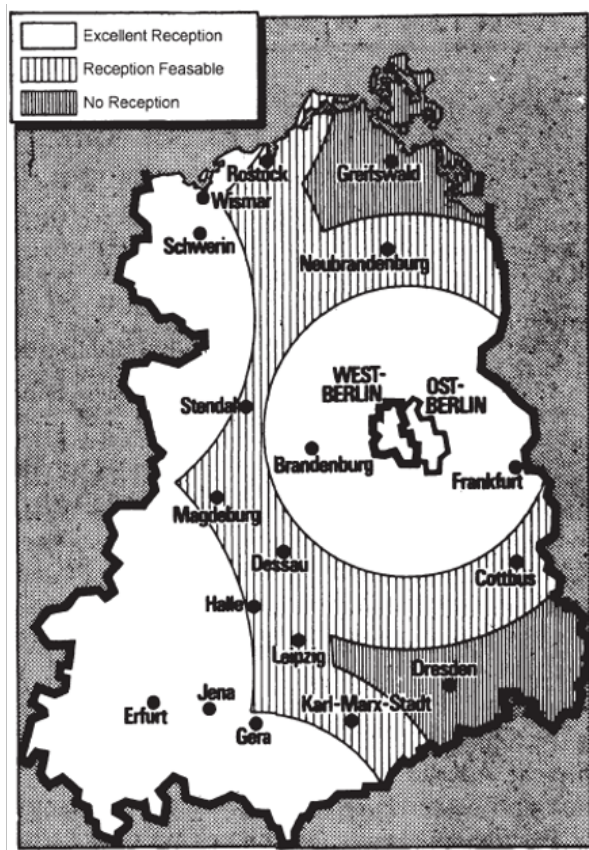 Excellent Reception
Reception Feasable
No Reception
Rostock
Greifswald
Wismar
Schwerin
Neubrandenburg
WEST-
BERLIN
OST-
BERLIN
Stendal
Brandenburg
Frankfurt
Magdeburg
Dessau
Cottbus
Halle
Leipzig
Dresden
Jena
Karl-Marx-Stadt
Erfurt
Gera